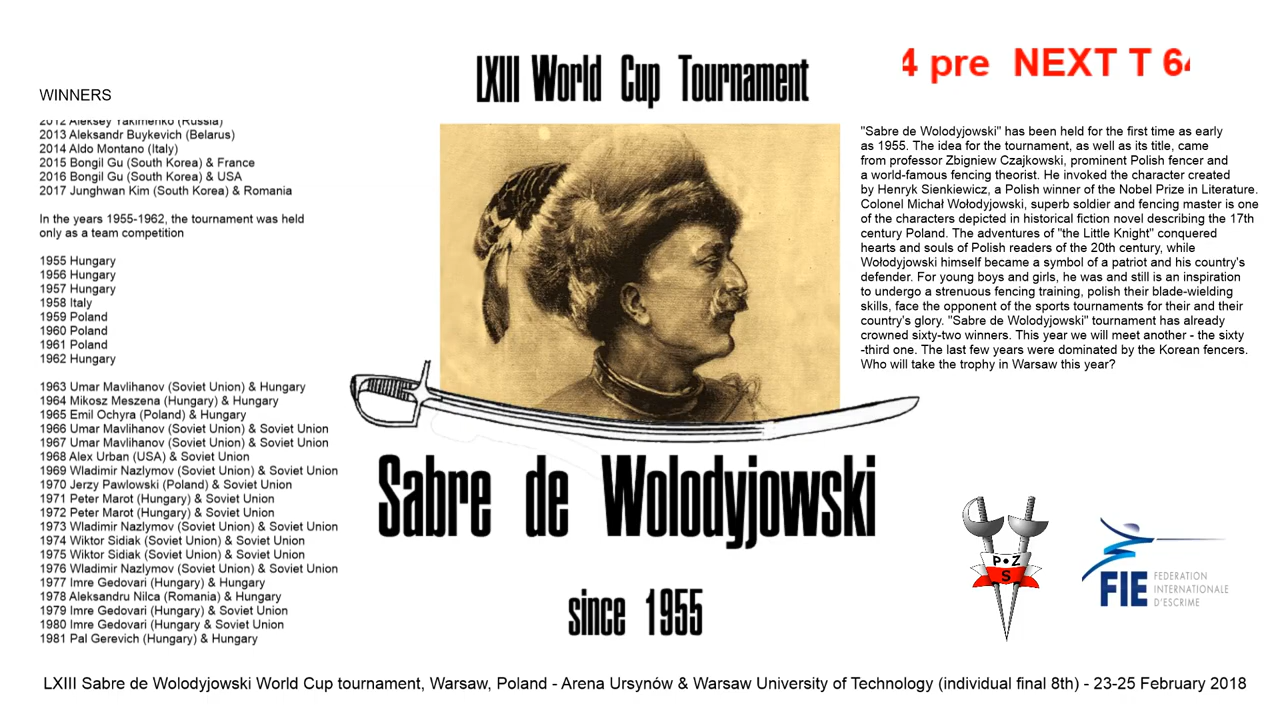 LXIII World Cup Tournament
4 pre NEXT T 64
WINNERS
2012 Aleksey Yakimenko (Russia)
2013 Aleksandr Buykevich (Belarus)
2014 Aldo Montano (Italy)
2015 Bongil Gu (South Korea) & France
2016 Bongil Gu (South Korea) & USA
2017 Junghwan Kim (South Korea) & Romania
In the years 1955-1962, the tournament was held
only as a team competition
1955 Hungary
1956 Hungary
1957 Hungary
1958 Italy
1959 Poland
1960 Poland
1961 Poland
1962 Hungary
1963 Umar Mavlihanov (Soviet Union) & Hungary
1964 Mikosz Meszena (Hungary) & Hungary
1965 Emil Ochyra (Poland) & Hungary
1966 Umar Mavlihanov (Soviet Union) & Soviet Union
1967 Umar Mavlihanov (Soviet Union) & Soviet Union
1968 Alex Urban (USA) & Soviet Union
1969 Wladimir Nazlymov (Soviet Union) & Soviet Union
1970 Jerzy Pawlowski (Poland) & Soviet Union
1971 Peter Marot (Hungary) & Soviet Union
1972 Peter Marot (Hungary) & Soviet Union
1973 Wladimir Nazlymov (Soviet Union) & Soviet Union
1974 Wiktor Sidiak (Soviet Union) & Soviet Union
1975 Wiktor Sidiak (Soviet Union) & Soviet Union
1976 Wladimir Nazlymov (Soviet Union) & Soviet Union
1977 Imre Gedovari (Hungary) & Hungary
1978 Aleksandru Nilca (Romania) & Hungary
1979 Imre Gedovari (Hungary) & Soviet Union
1980 Imre Gedovari (Hungary & Soviet Union
1981 Pal Gerevich (Hungary) & Hungary
"Sabre de Wolodyjowski" has been held for the first time as early
as 1955. The idea for the tournament, as well as its title, came
from professor Zbigniew Czajkowski, prominent Polish fencer and
a world-famous fencing theorist. He invoked the character created
by Henryk Sienkiewicz, a Polish winner of the Nobel Prize in Literature.
Colonel Michał Wołodyjowski, superb soldier and fencing master is one
of the characters depicted in historical fiction novel describing the 17th
century Poland. The adventures of "the Little Knight" conquered
hearts and souls of Polish readers of the 20th century, while
Wołodyjowski himself became a symbol of a patriot and his country's
defender. For young boys and girls, he was and still is an inspiration
to undergo a strenuous fencing training, polish their blade-wielding
skills, face the opponent of the sports tournaments for their and their
country's glory. "Sabre de Wolodyjowski" tournament has already
crowned sixty-two winners. This year we will meet another - the sixty
-third one. The last few years were dominated by the Korean fencers.
Who will take the trophy in Warsaw this year?
Sabre de Wolodyjowski
since 1955
P•Z
S
FIE
FEDERATION
INTERNATIONALE
D'ESCRIME
LXIII Sabre de Wolodyjowski World Cup tournament, Warsaw, Poland - Arena Ursynów & Warsaw University of Technology (individual final 8th) - 23-25 February 2018